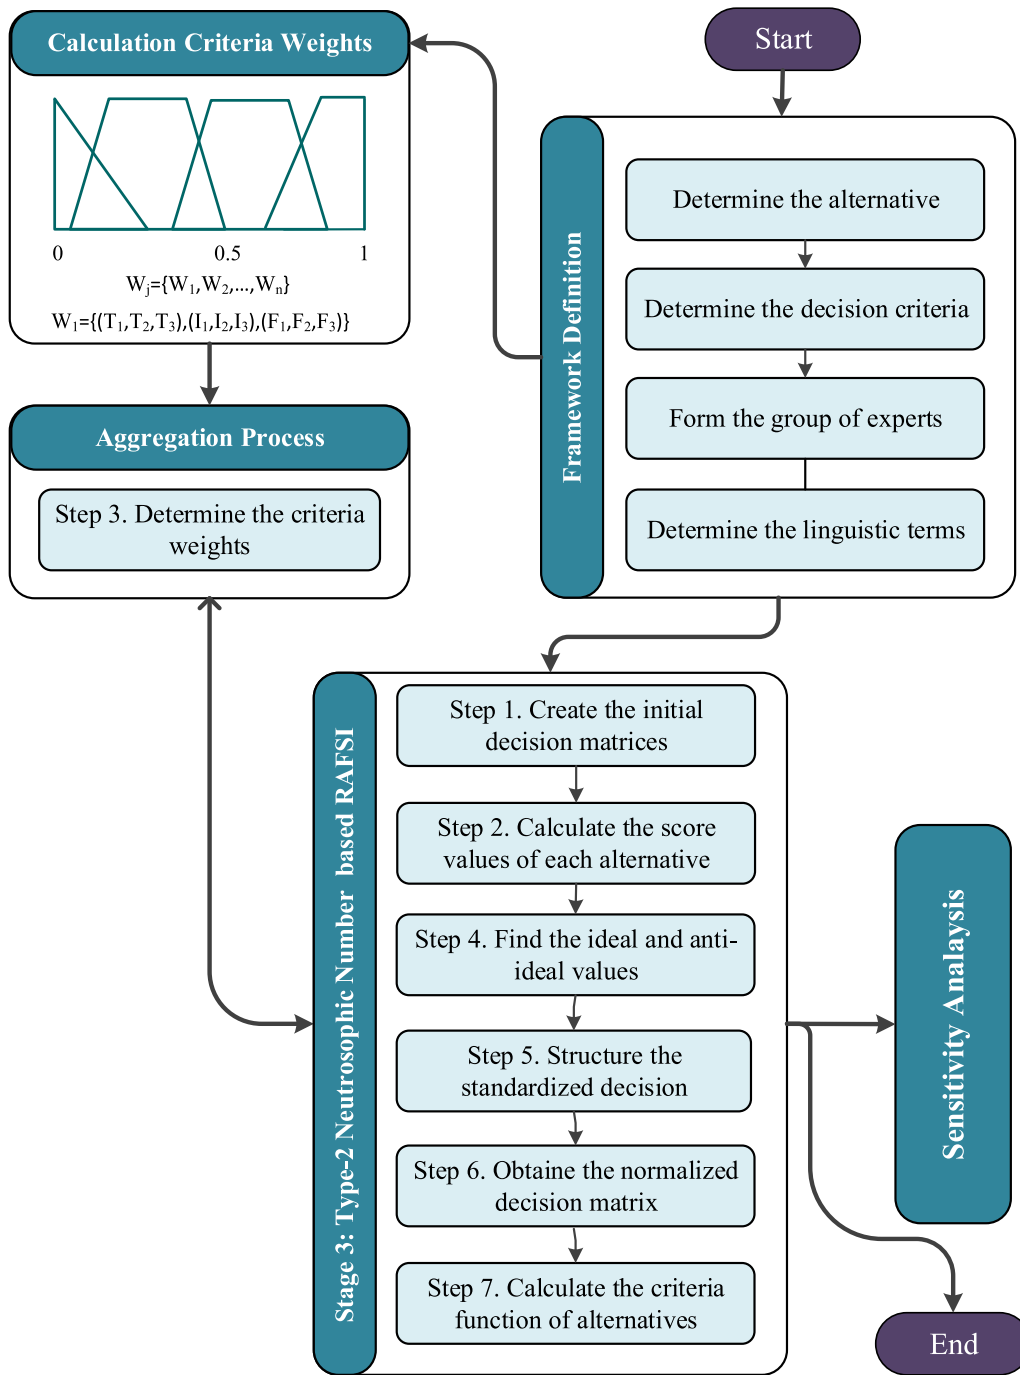 Start
Calculation Criteria Weights
0 0.5 1
Wj={W1,W2,...,Wn}
W1={(T1,T2,T3),(I1,I2,I3),(F1,F2,F3)}
Framework Definition
Determine the alternative
Determine the decision criteria
Form the group of experts
Determine the linguistic terms
Aggregation Process
Step 3. Determine the criteria
weights
Stage 3: Type-2 Neutrosophic Number based RAFSI
Step 1. Create the initial
decision matrices
Step 2. Calculate the score
values of each alternative
Step 4. Find the ideal and anti-
ideal values
Step 5. Structure the
standardized decision
Step 6. Obtaine the normalized
decision matrix
Step 7. Calculate the criteria
function of alternatives
Sensitivity Analaysis
End